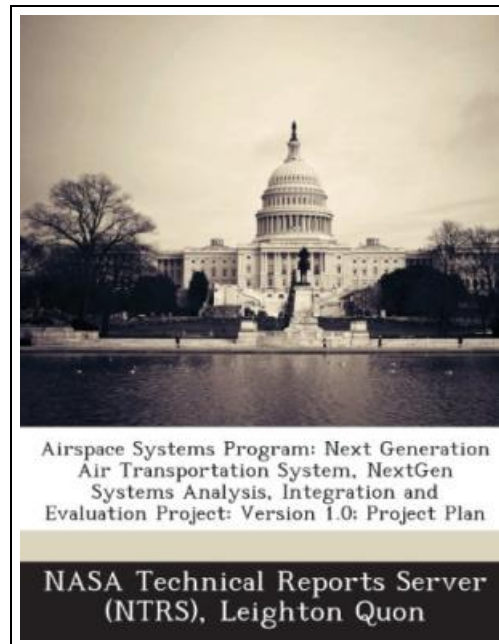 Airspace Systems Program: Next Generation
Air Transportation System, NextGen
Systems Analysis, Integration and
Evaluation Project: Version 1.0; Project Plan
NASA Technical Reports Server
(NTRS), Leighton Quon